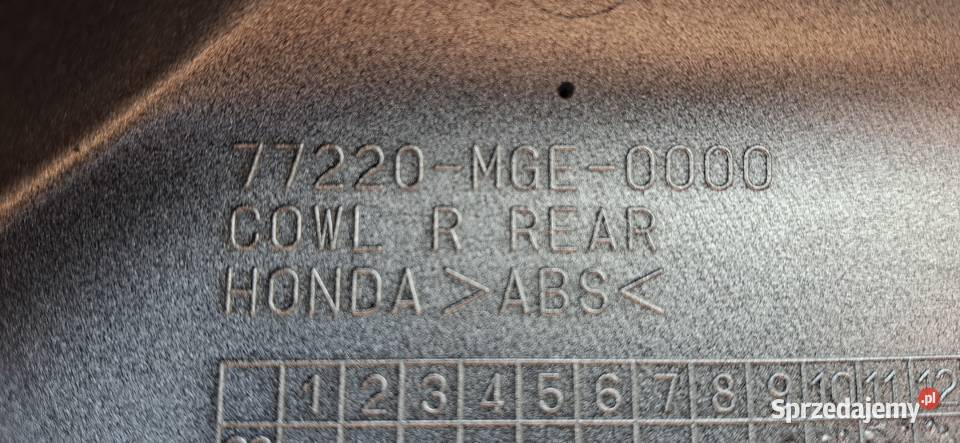 77220-MGE-0000
COWL R REAR
HONDA >ABS<
1 2 3 4 5 6 7 8 9 10 11 12
Sprzedajemy.pl